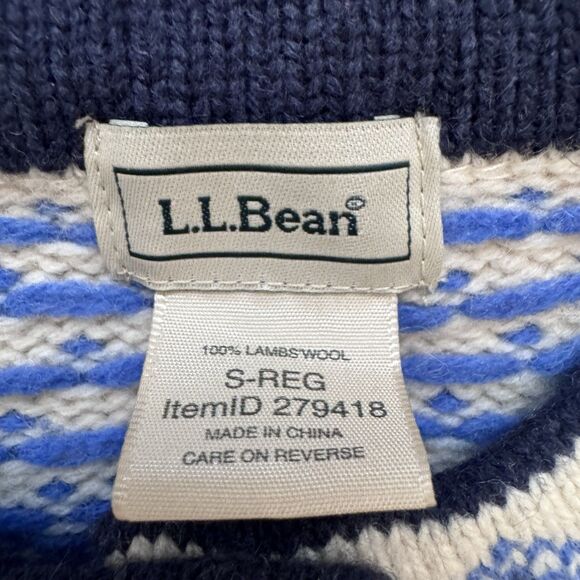 L.L.Bean®
100% LAMBSWOOL
S-REG
ItemID 279418
MADE IN CHINA
CARE ON REVERSE